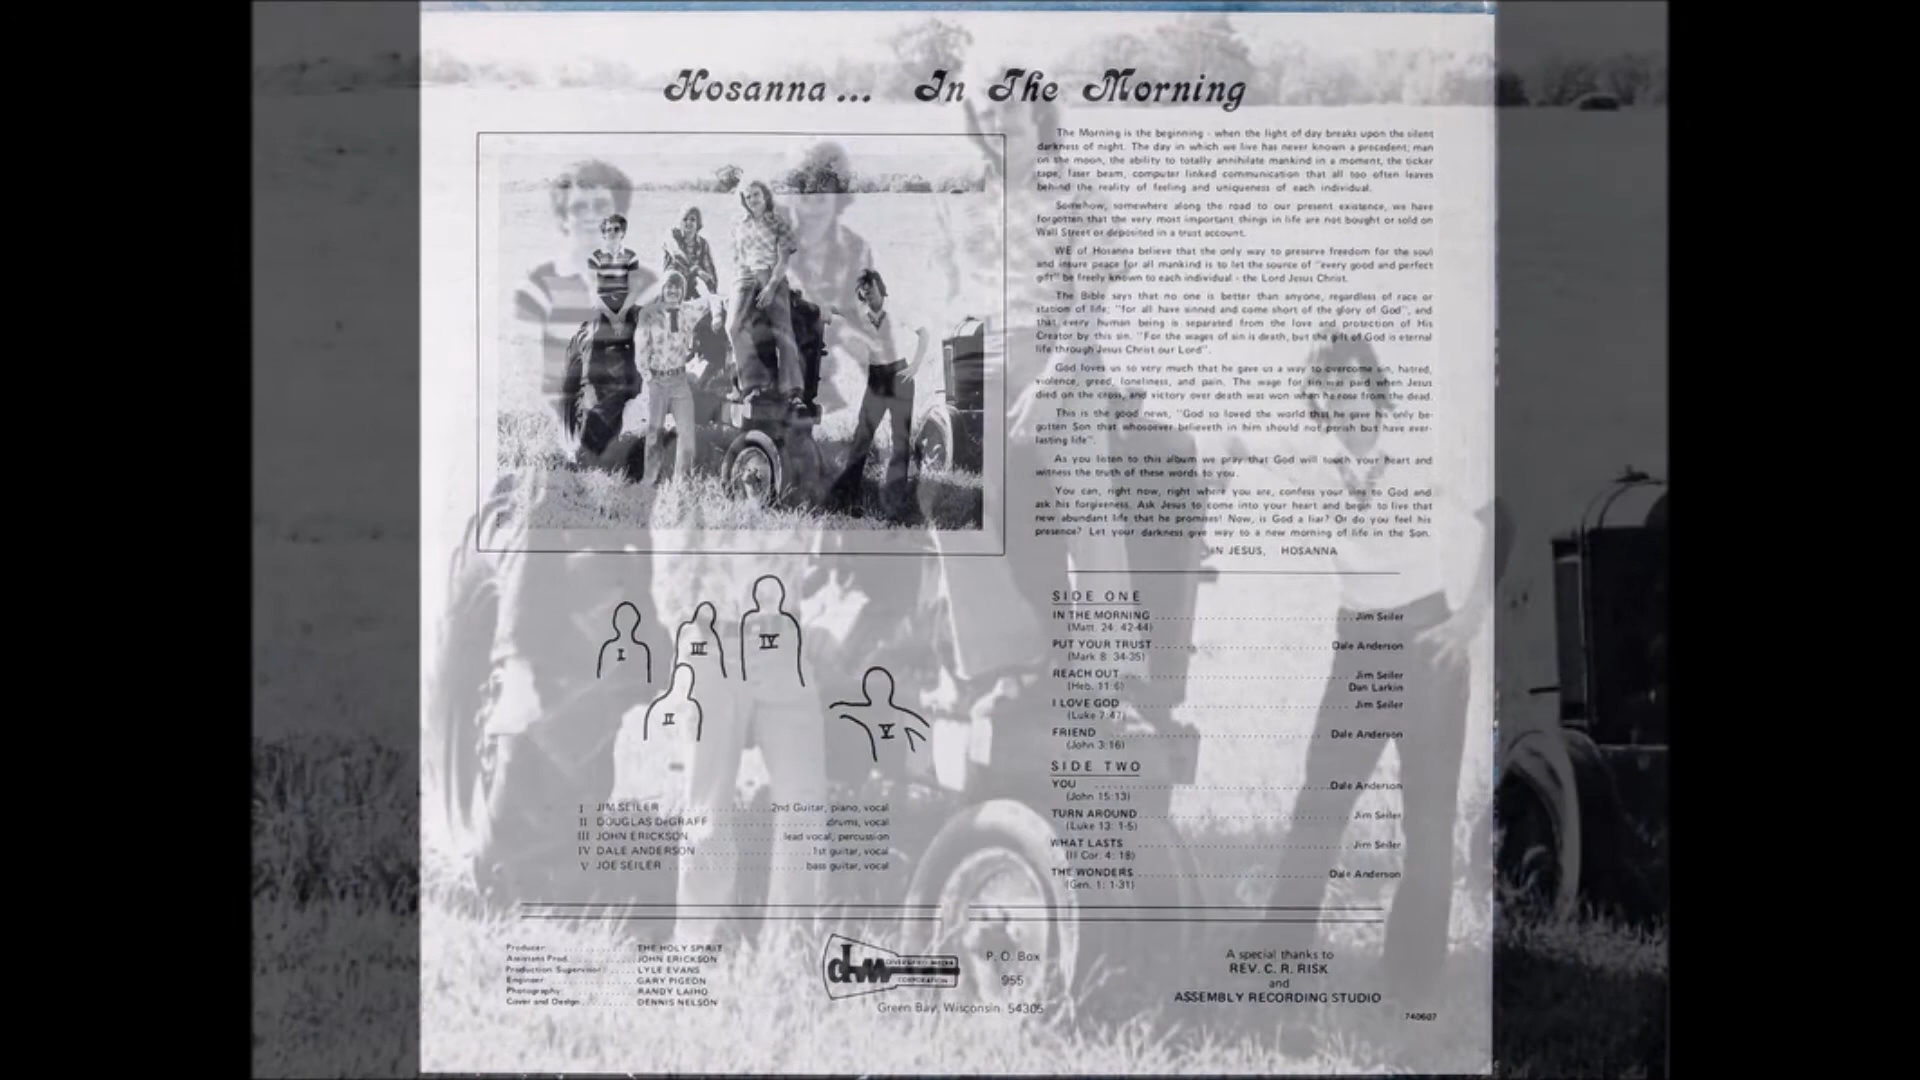 Hosanna ... In The Morning
The Morning is the beginning - when the light of day breaks upon the silent
darkness of night. The day in which we live has never known a precedent; man
on the moon, the ability to totally annihilate mankind in a moment, the ticker
tape, laser beam, computer linked communication that all too often leaves
behind the reality of feeling and uniqueness of each individual.
Somehow, somewhere along the road to our present existence, we have
forgotten that the very most important things in life are not bought or sold on
Wall Street or deposited in a trust account.
WE of Hosanna believe that the only way to preserve freedom for the soul
and insure peace for all mankind is to let the source of "every good and perfect
gift" be freely known to each individual - the Lord Jesus Christ.
The Bible says that no one is better than anyone, regardless of race or
station of life; "for all have sinned and come short of the glory of God", and
that every human being is separated from the love and protection of His
Creator by this sin. "For the wages of sin is death, but the gift of God is eternal
life through Jesus Christ our Lord".
God loves us so very much that he gave us a way to overcome sin, hatred,
violence, greed, loneliness, and pain. The wage for sin was paid when Jesus
died on the cross, and victory over death was won when he rose from the dead.
This is the good news, "God so loved the world that he gave his only be-
gotten Son that whosoever believeth in him should not perish but have ever-
lasting life".
As you listen to this album we pray that God will touch your heart and
witness the truth of these words to you.
You can, right now, right where you are, confess your sins to God and
ask his forgiveness. Ask Jesus to come into your heart and begin to live that
new abundant life that he promises! Now, is God a liar? Or do you feel his
presence? Let your darkness give way to a new morning of life in the Son.
IN JESUS, HOSANNA
I
II
III
IV
V
I JIM SEILER 2nd Guitar, piano, vocal
II DOUGLAS DeGRAFF drums, vocal
III JOHN ERICKSON lead vocal, percussion
IV DALE ANDERSON 1st guitar, vocal
V JOE SEILER bass guitar, vocal
SIDE ONE
IN THE MORNING Jim Seiler
(Matt. 24: 42-44)
PUT YOUR TRUST Dale Anderson
(Mark 8: 34-35)
REACH OUT Jim Seiler
(Heb. 11:6) Dan Larkin
I LOVE GOD Jim Seiler
(Luke 7:47)
FRIEND Dale Anderson
(John 3:16)
SIDE TWO
YOU Dale Anderson
(John 15:13)
TURN AROUND Jim Seiler
(Luke 13: 1-5)
WHAT LASTS Jim Seiler
(II Cor. 4: 18)
THE WONDERS Dale Anderson
(Gen. 1: 1-31)
Producer THE HOLY SPIRIT
Assistant Prod. JOHN ERICKSON
Production Supervisor LYLE EVANS
Engineer GARY PIGEON
Photography RANDY LAIHO
Cover and Design DENNIS NELSON
dm DIVERSIFIED MEDIA
CORPORATION
P. O. Box
955
Green Bay, Wisconsin 54305
A special thanks to
REV. C. R. RISK
and
ASSEMBLY RECORDING STUDIO
740607